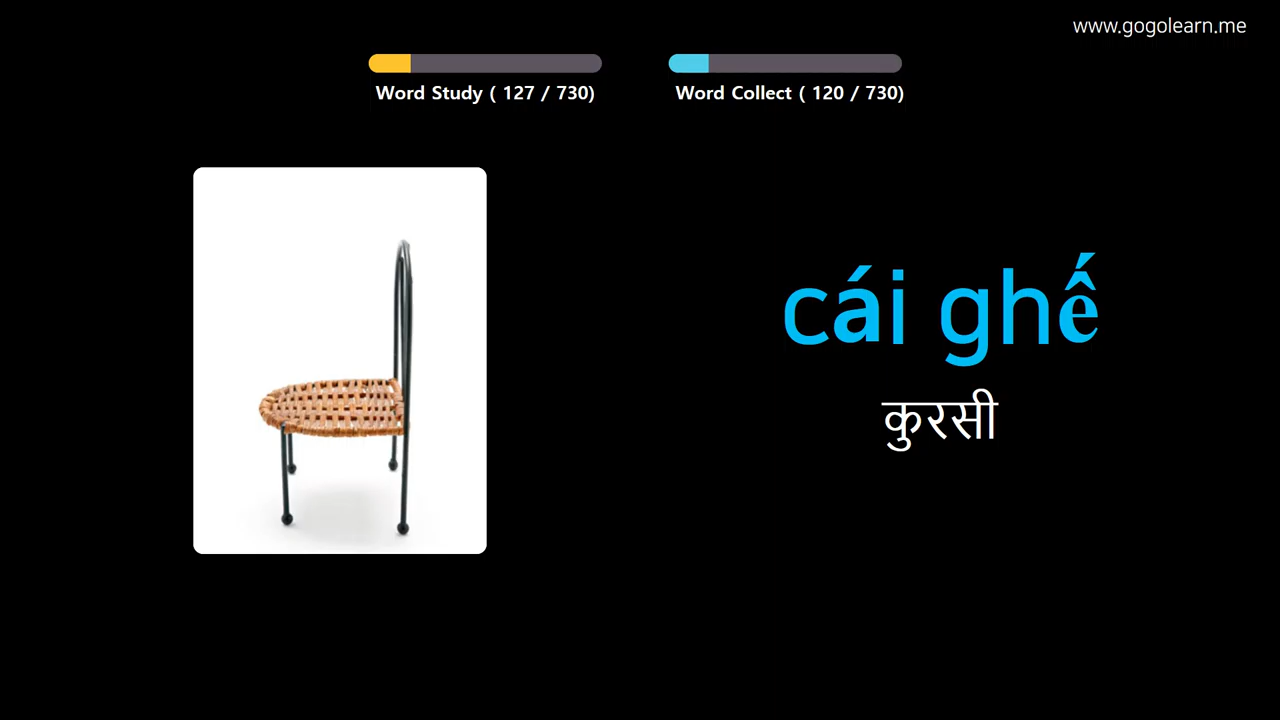 www.gogolearn.me
Word Study ( 127 / 730)
Word Collect ( 120 / 730)
cái ghế
कुरसी